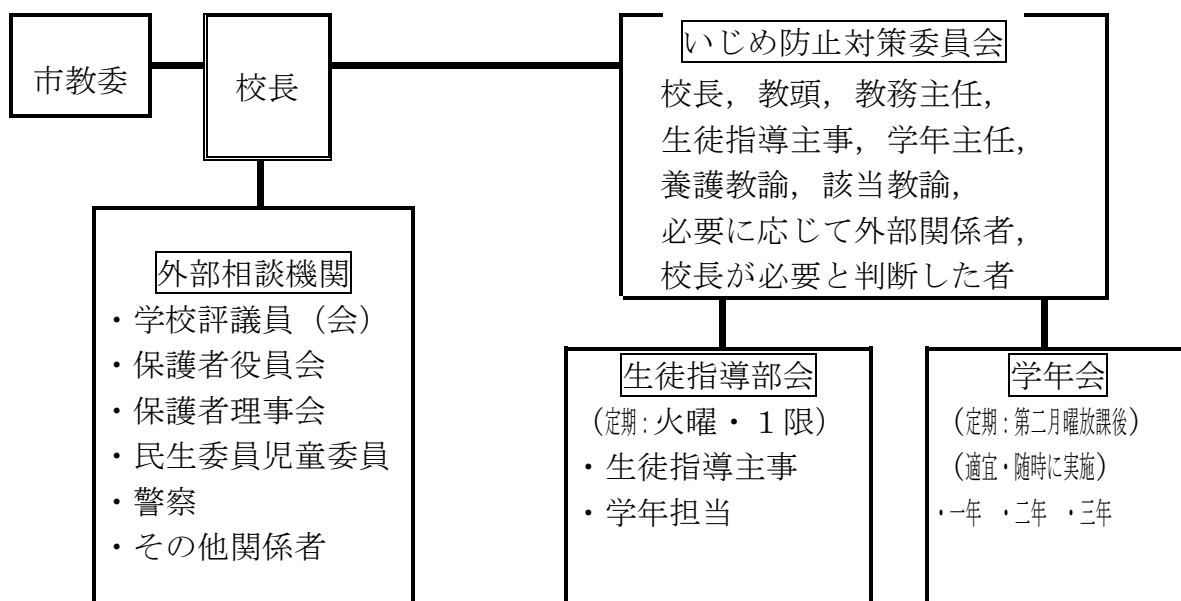 市教委
校長
いじめ防止対策委員会
校長，教頭，教務主任，
生徒指導主事，学年主任，
養護教諭，該当教諭，
必要に応じて外部関係者，
校長が必要と判断した者
外部相談機関
・学校評議員（会）
・保護者役員会
・保護者理事会
・民生委員児童委員
・警察
・その他関係者
生徒指導部会
（定期：火曜・１限）
・生徒指導主事
・学年担当
学年会
（定期：第二月曜放課後）
（適宜・随時に実施）
・一年 ・二年 ・三年